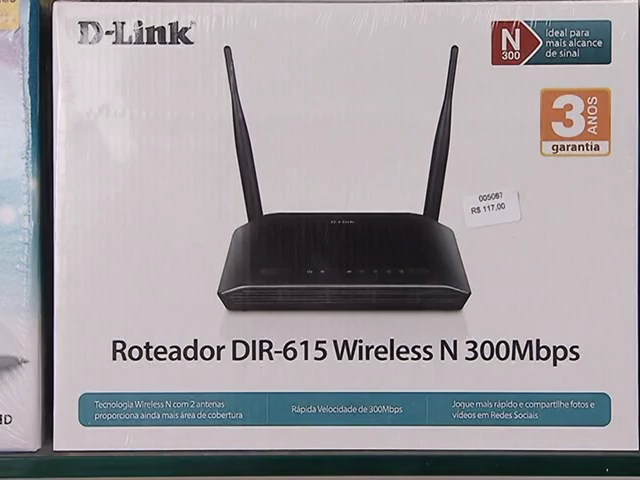 D-Link
N
300
Ideal para
mais alcance
de sinal
3 ANOS
garantia
005087
R$ 117,00
D-Link
Roteador DIR-615 Wireless N 300Mbps
Tecnologia Wireless N com 2 antenas
proporciona ainda mais área de cobertura
Rápida Velocidade de 300Mbps
Jogue mais rápido e compartilhe fotos e
vídeos em Redes Sociais